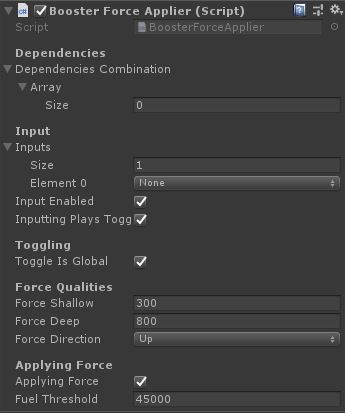 Booster Force Applier (Script)
Script BoosterForceApplier
Dependencies
Dependencies Combination
Array
Size 0
Input
Inputs
Size 1
Element 0 None
Input Enabled
Inputting Plays Togg
Toggling
Toggle Is Global
Force Qualities
Force Shallow 300
Force Deep 800
Force Direction Up
Applying Force
Applying Force
Fuel Threshold 45000